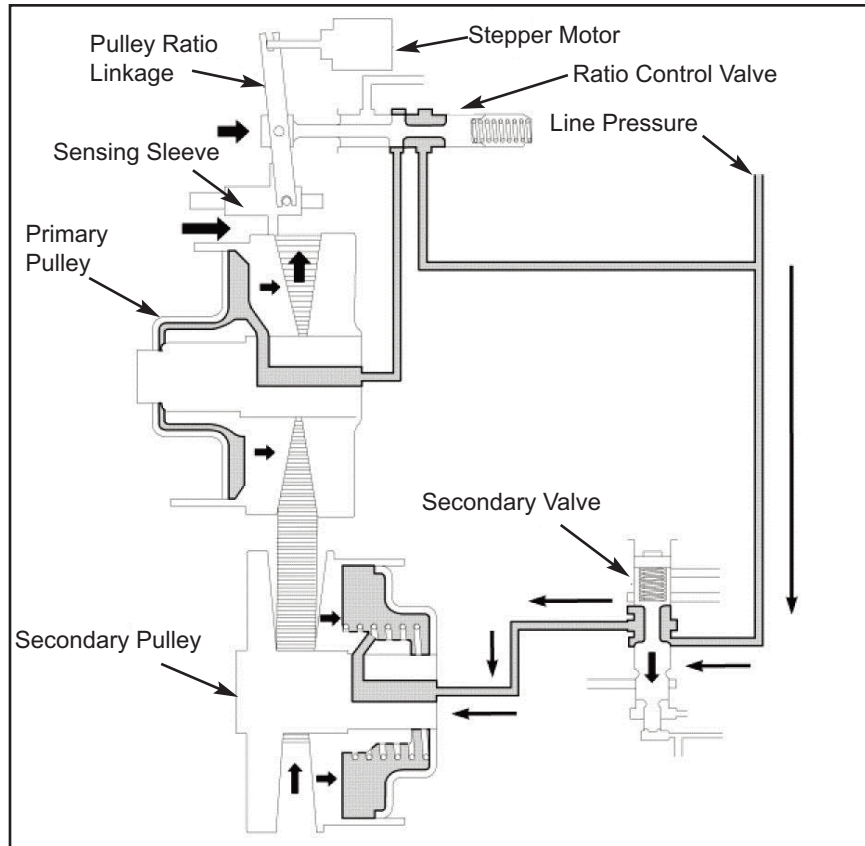 Pulley Ratio
Linkage
Stepper Motor
Ratio Control Valve
Line Pressure
Sensing Sleeve
Primary
Pulley
Secondary Valve
Secondary Pulley